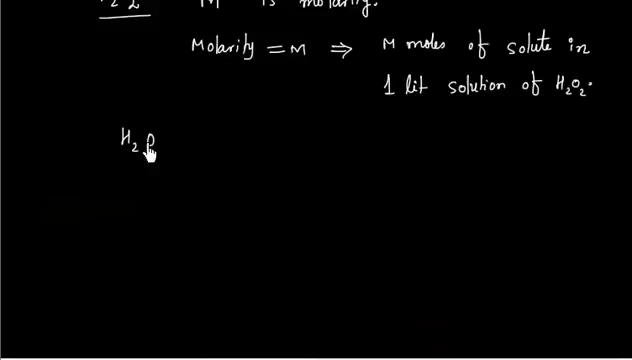 M is molarity.
Molarity = M ⇒ M moles of solute in
1 lit solution of H₂O₂.
H₂